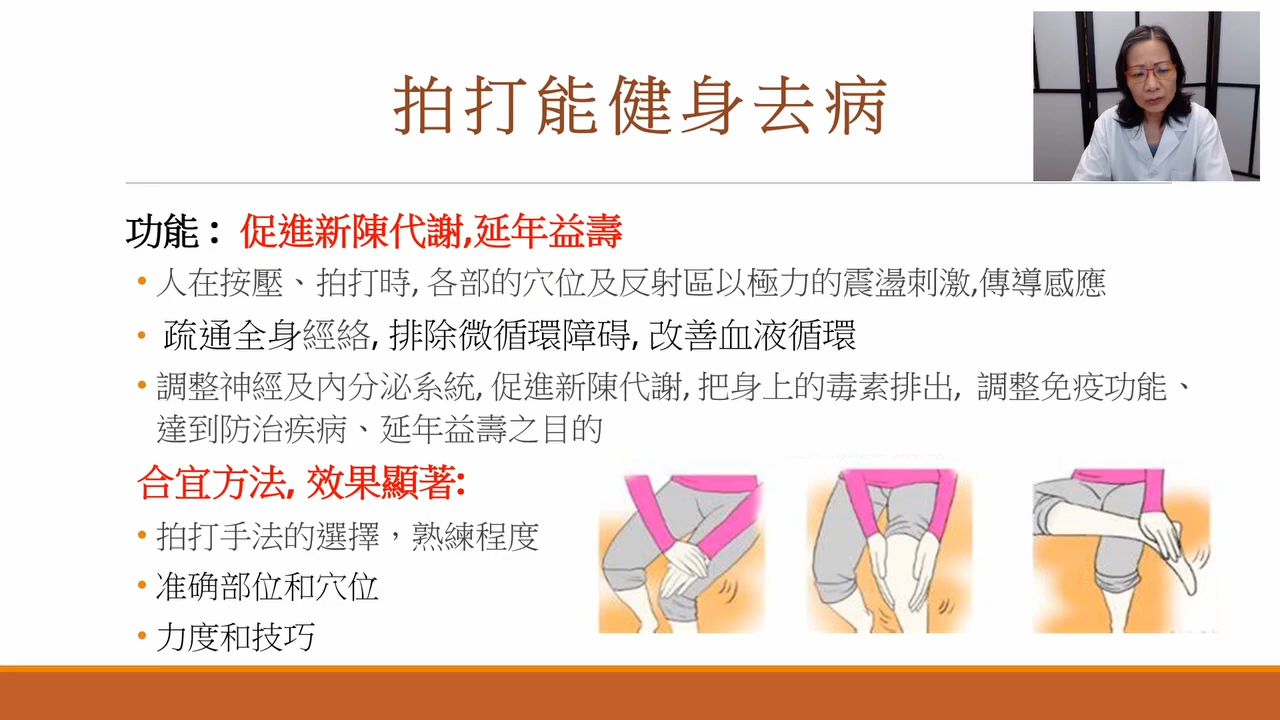 拍打能健身去病
功能：促進新陳代謝,延年益壽
• 人在按壓、拍打時, 各部的穴位及反射區以極力的震盪刺激,傳導感應
• 疏通全身經絡, 排除微循環障碍, 改善血液循環
• 調整神經及內分泌系統, 促進新陳代謝, 把身上的毒素排出, 調整免疫功能、
達到防治疾病、延年益壽之目的
合宜方法, 效果顯著:
• 拍打手法的選擇，熟練程度
• 准确部位和穴位
• 力度和技巧